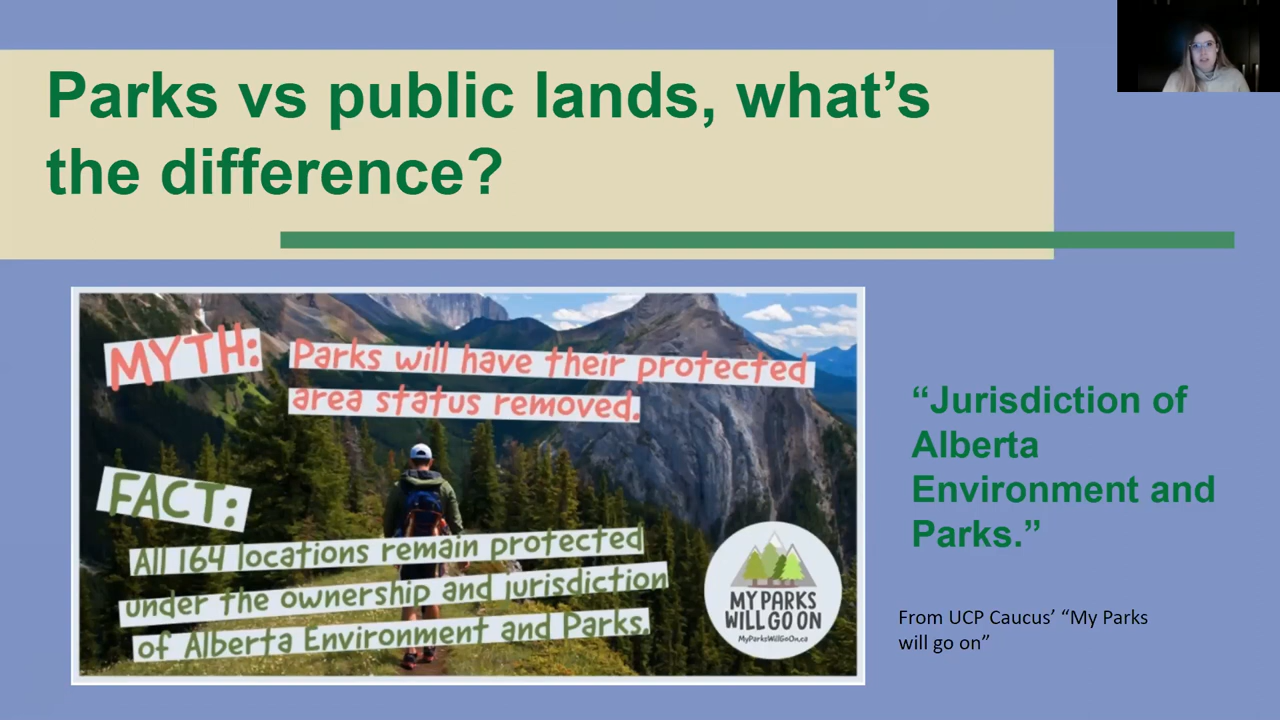 Parks vs public lands, what's
the difference?
MYTH:
Parks will have their protected
area status removed.
FACT:
All 164 locations remain protected
under the ownership and jurisdiction
of Alberta Environment and Parks.
MY PARKS
WILL GO ON
MyParksWillGoOn.ca
“Jurisdiction of
Alberta
Environment and
Parks.”
From UCP Caucus’ “My Parks
will go on”